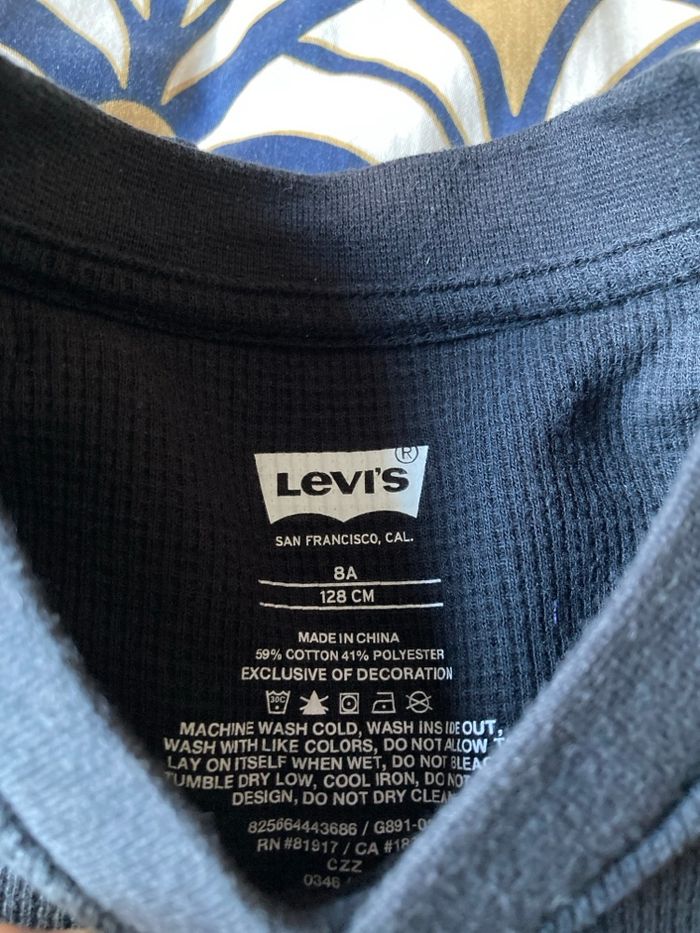 LEVI'S ®
SAN FRANCISCO, CAL.
8A
128 CM
MADE IN CHINA
59% COTTON 41% POLYESTER
EXCLUSIVE OF DECORATION
30C
MACHINE WASH COLD, WASH INSIDE OUT,
WASH WITH LIKE COLORS, DO NOT ALLOW
LAY ON ITSELF WHEN WET, DO NOT
TUMBLE DRY LOW, COOL IRON, DO NOT
DESIGN, DO NOT DRY CLEAN
825664443686 / G891-
RN #81917 / CA
CZZ
0346